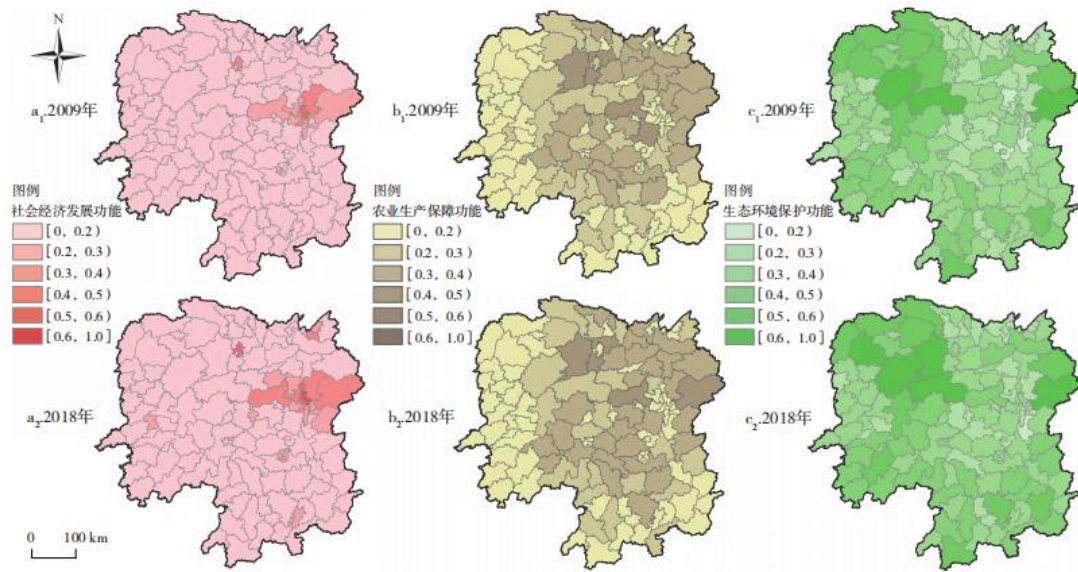 N
a₁.2009年
b₁.2009年
c₁.2009年
图例
社会经济发展功能
[0, 0.2)
[0.2, 0.3)
[0.3, 0.4)
[0.4, 0.5)
[0.5, 0.6)
[0.6, 1.0]
图例
农业生产保障功能
[0, 0.2)
[0.2, 0.3)
[0.3, 0.4)
[0.4, 0.5)
[0.5, 0.6)
[0.6, 1.0]
图例
生态环境保护功能
[0, 0.2)
[0.2, 0.3)
[0.3, 0.4)
[0.4, 0.5)
[0.5, 0.6)
[0.6, 1.0]
a₂.2018年
b₂.2018年
c₂.2018年
0 100 km